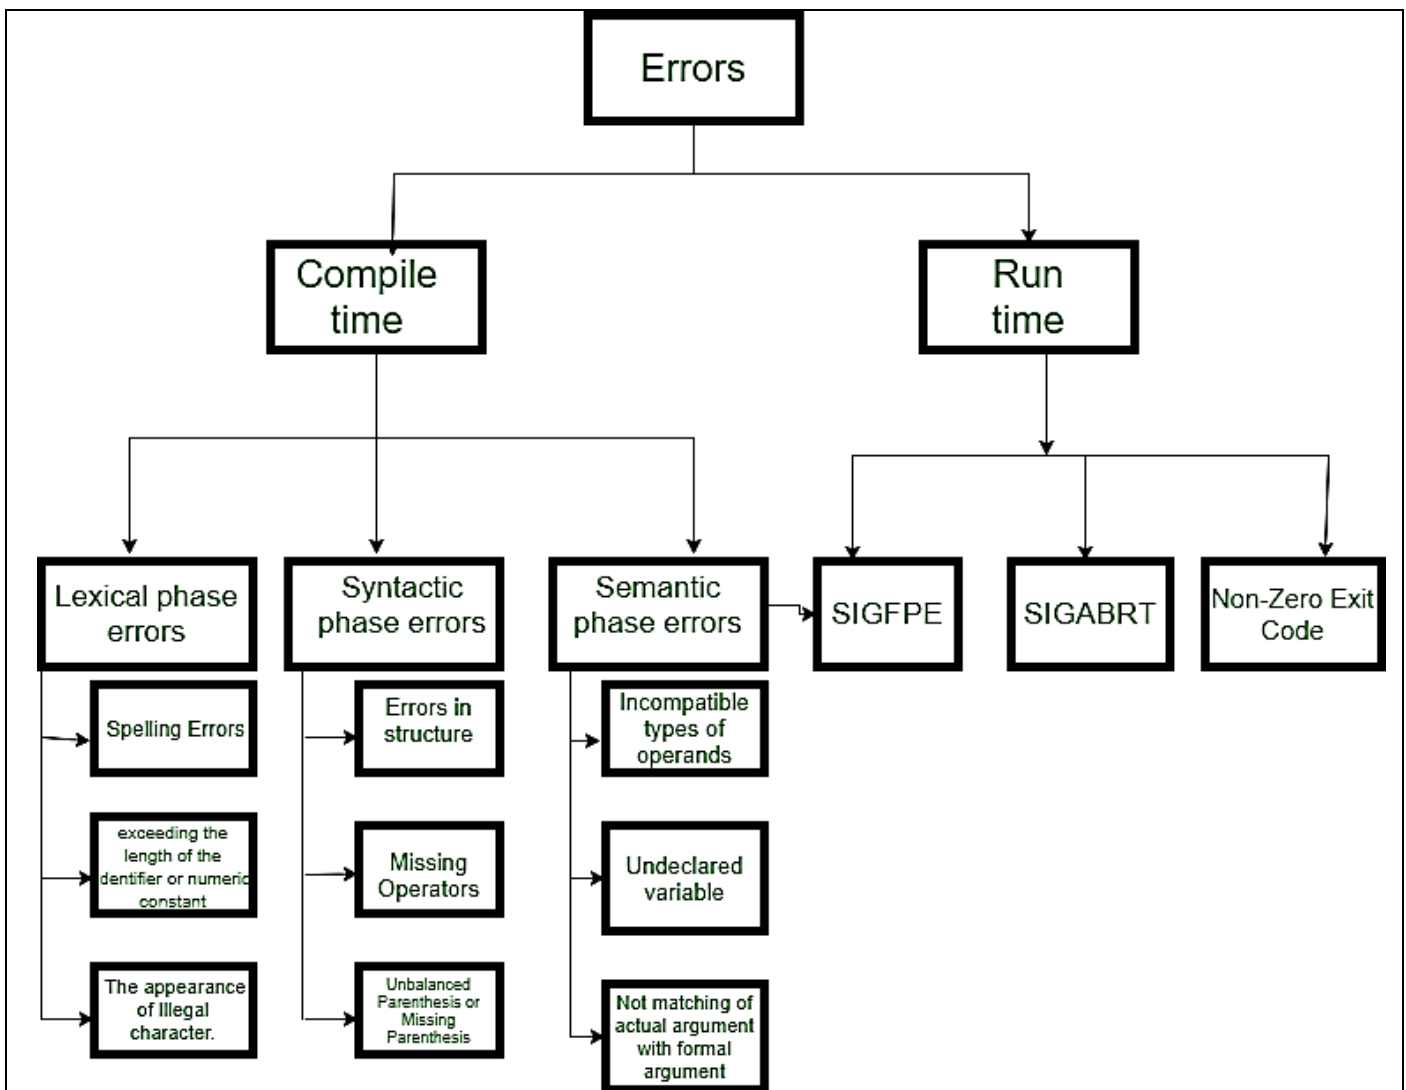 Errors
Compile
time
Run
time
Lexical phase
errors
Syntactic
phase errors
Semantic
phase errors
SIGFPE
SIGABRT
Non-Zero Exit
Code
Spelling Errors
exceeding the
length of the
dentifier or numeric
constant
The appearance
of Illegal
character.
Errors in
structure
Missing
Operators
Unbalanced
Parenthesis or
Missing
Parenthesis
Incompatible
types of
operands
Undeclared
variable
Not matching of
actual argument
with formal
argument